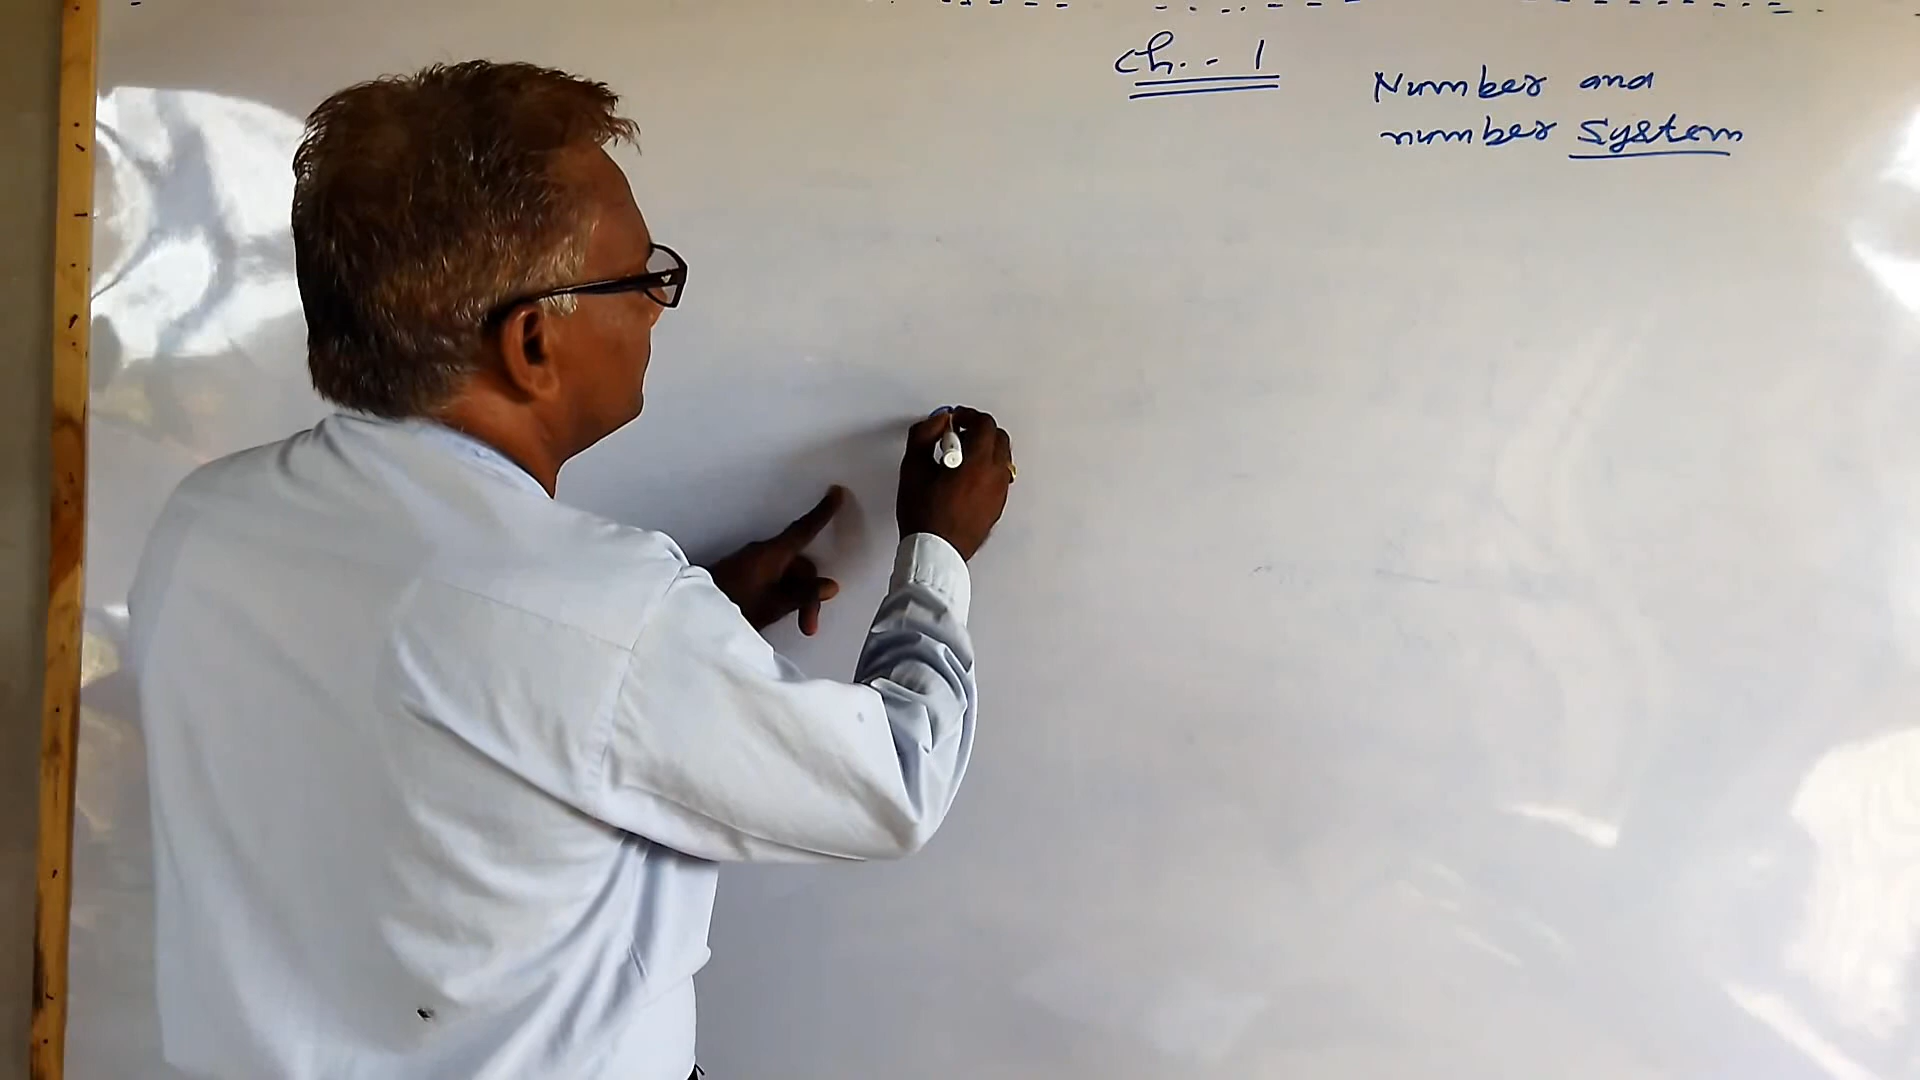 Ch. - 1
Number and
number System